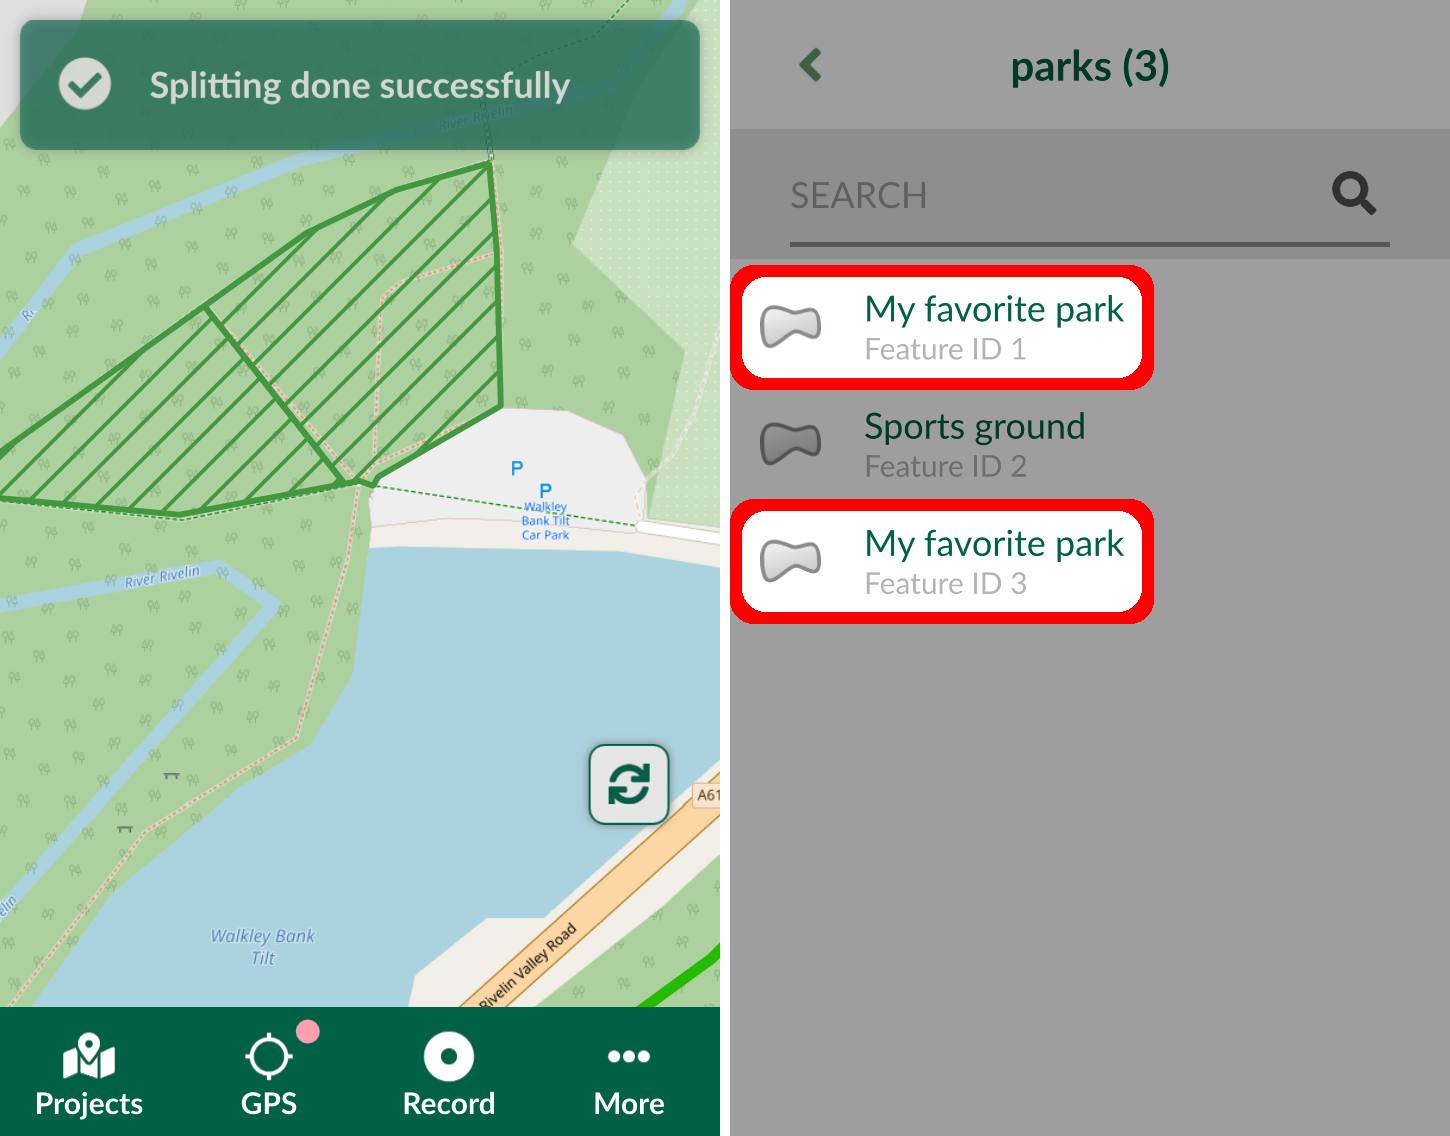 Splitting done successfully
River Rivelin
P
P
Walkley
Bank Tilt
Car Park
River Rivelin
A61
Walkley Bank
Tilt
Rivelin Valley Road
Projects
GPS
Record
More
parks (3)
SEARCH
My favorite park
Feature ID 1
Sports ground
Feature ID 2
My favorite park
Feature ID 3